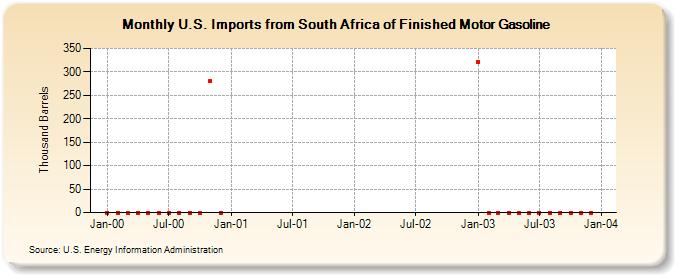 Monthly U.S. Imports from South Africa of Finished Motor Gasoline
Thousand Barrels
350
300
250
200
150
100
50
0
Jan-00 Jul-00 Jan-01 Jul-01 Jan-02 Jul-02 Jan-03 Jul-03 Jan-04
Source: U.S. Energy Information Administration